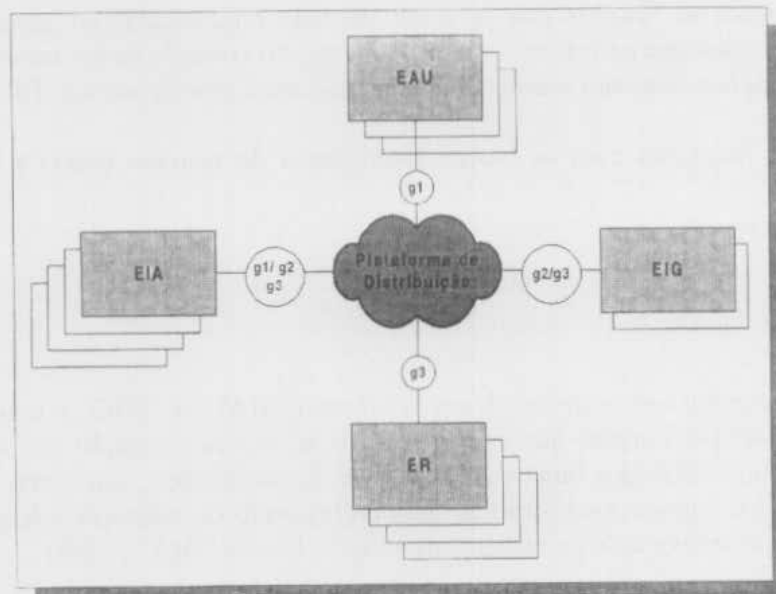 EAU
g1
EIA
g1/ g2
g3
Plataforma de
Distribuição
g2/g3
EIG
g3
ER